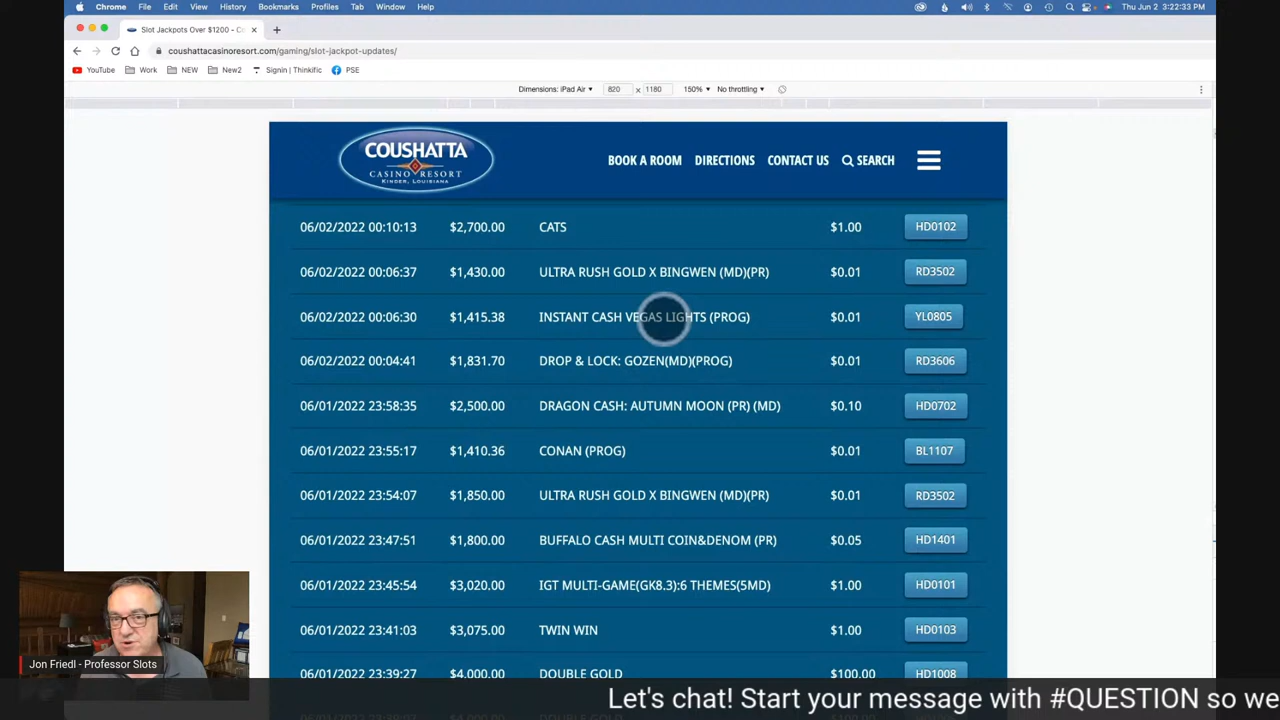 Chrome File Edit View History Bookmarks Profiles Tab Window Help Thu Jun 2 3:22:33 PM
Slot Jackpots Over $1200 - Co
coushattacasinoresort.com/gaming/slot-jackpot-updates/
YouTube Work NEW New2 Signin | Thinkific PSE
Dimensions: iPad Air 820 x 1180 150% No throttling
COUSHATTA
CASINO RESORT
KINDER, LOUISIANA
BOOK A ROOM DIRECTIONS CONTACT US SEARCH
06/02/2022 00:10:13 $2,700.00 CATS $1.00 HD0102
06/02/2022 00:06:37 $1,430.00 ULTRA RUSH GOLD X BINGWEN (MD)(PR) $0.01 RD3502
06/02/2022 00:06:30 $1,415.38 INSTANT CASH VEGAS LIGHTS (PROG) $0.01 YL0805
06/02/2022 00:04:41 $1,831.70 DROP & LOCK: GOZEN(MD)(PROG) $0.01 RD3606
06/01/2022 23:58:35 $2,500.00 DRAGON CASH: AUTUMN MOON (PR) (MD) $0.10 HD0702
06/01/2022 23:55:17 $1,410.36 CONAN (PROG) $0.01 BL1107
06/01/2022 23:54:07 $1,850.00 ULTRA RUSH GOLD X BINGWEN (MD)(PR) $0.01 RD3502
06/01/2022 23:47:51 $1,800.00 BUFFALO CASH MULTI COIN&DENOM (PR) $0.05 HD1401
06/01/2022 23:45:54 $3,020.00 IGT MULTI-GAME(GK8.3):6 THEMES(5MD) $1.00 HD0101
06/01/2022 23:41:03 $3,075.00 TWIN WIN $1.00 HD0103
06/01/2022 23:39:27 $4,000.00 DOUBLE GOLD $100.00 HD1008
Jon Friedl - Professor Slots
Let's chat! Start your message with #QUESTION so we